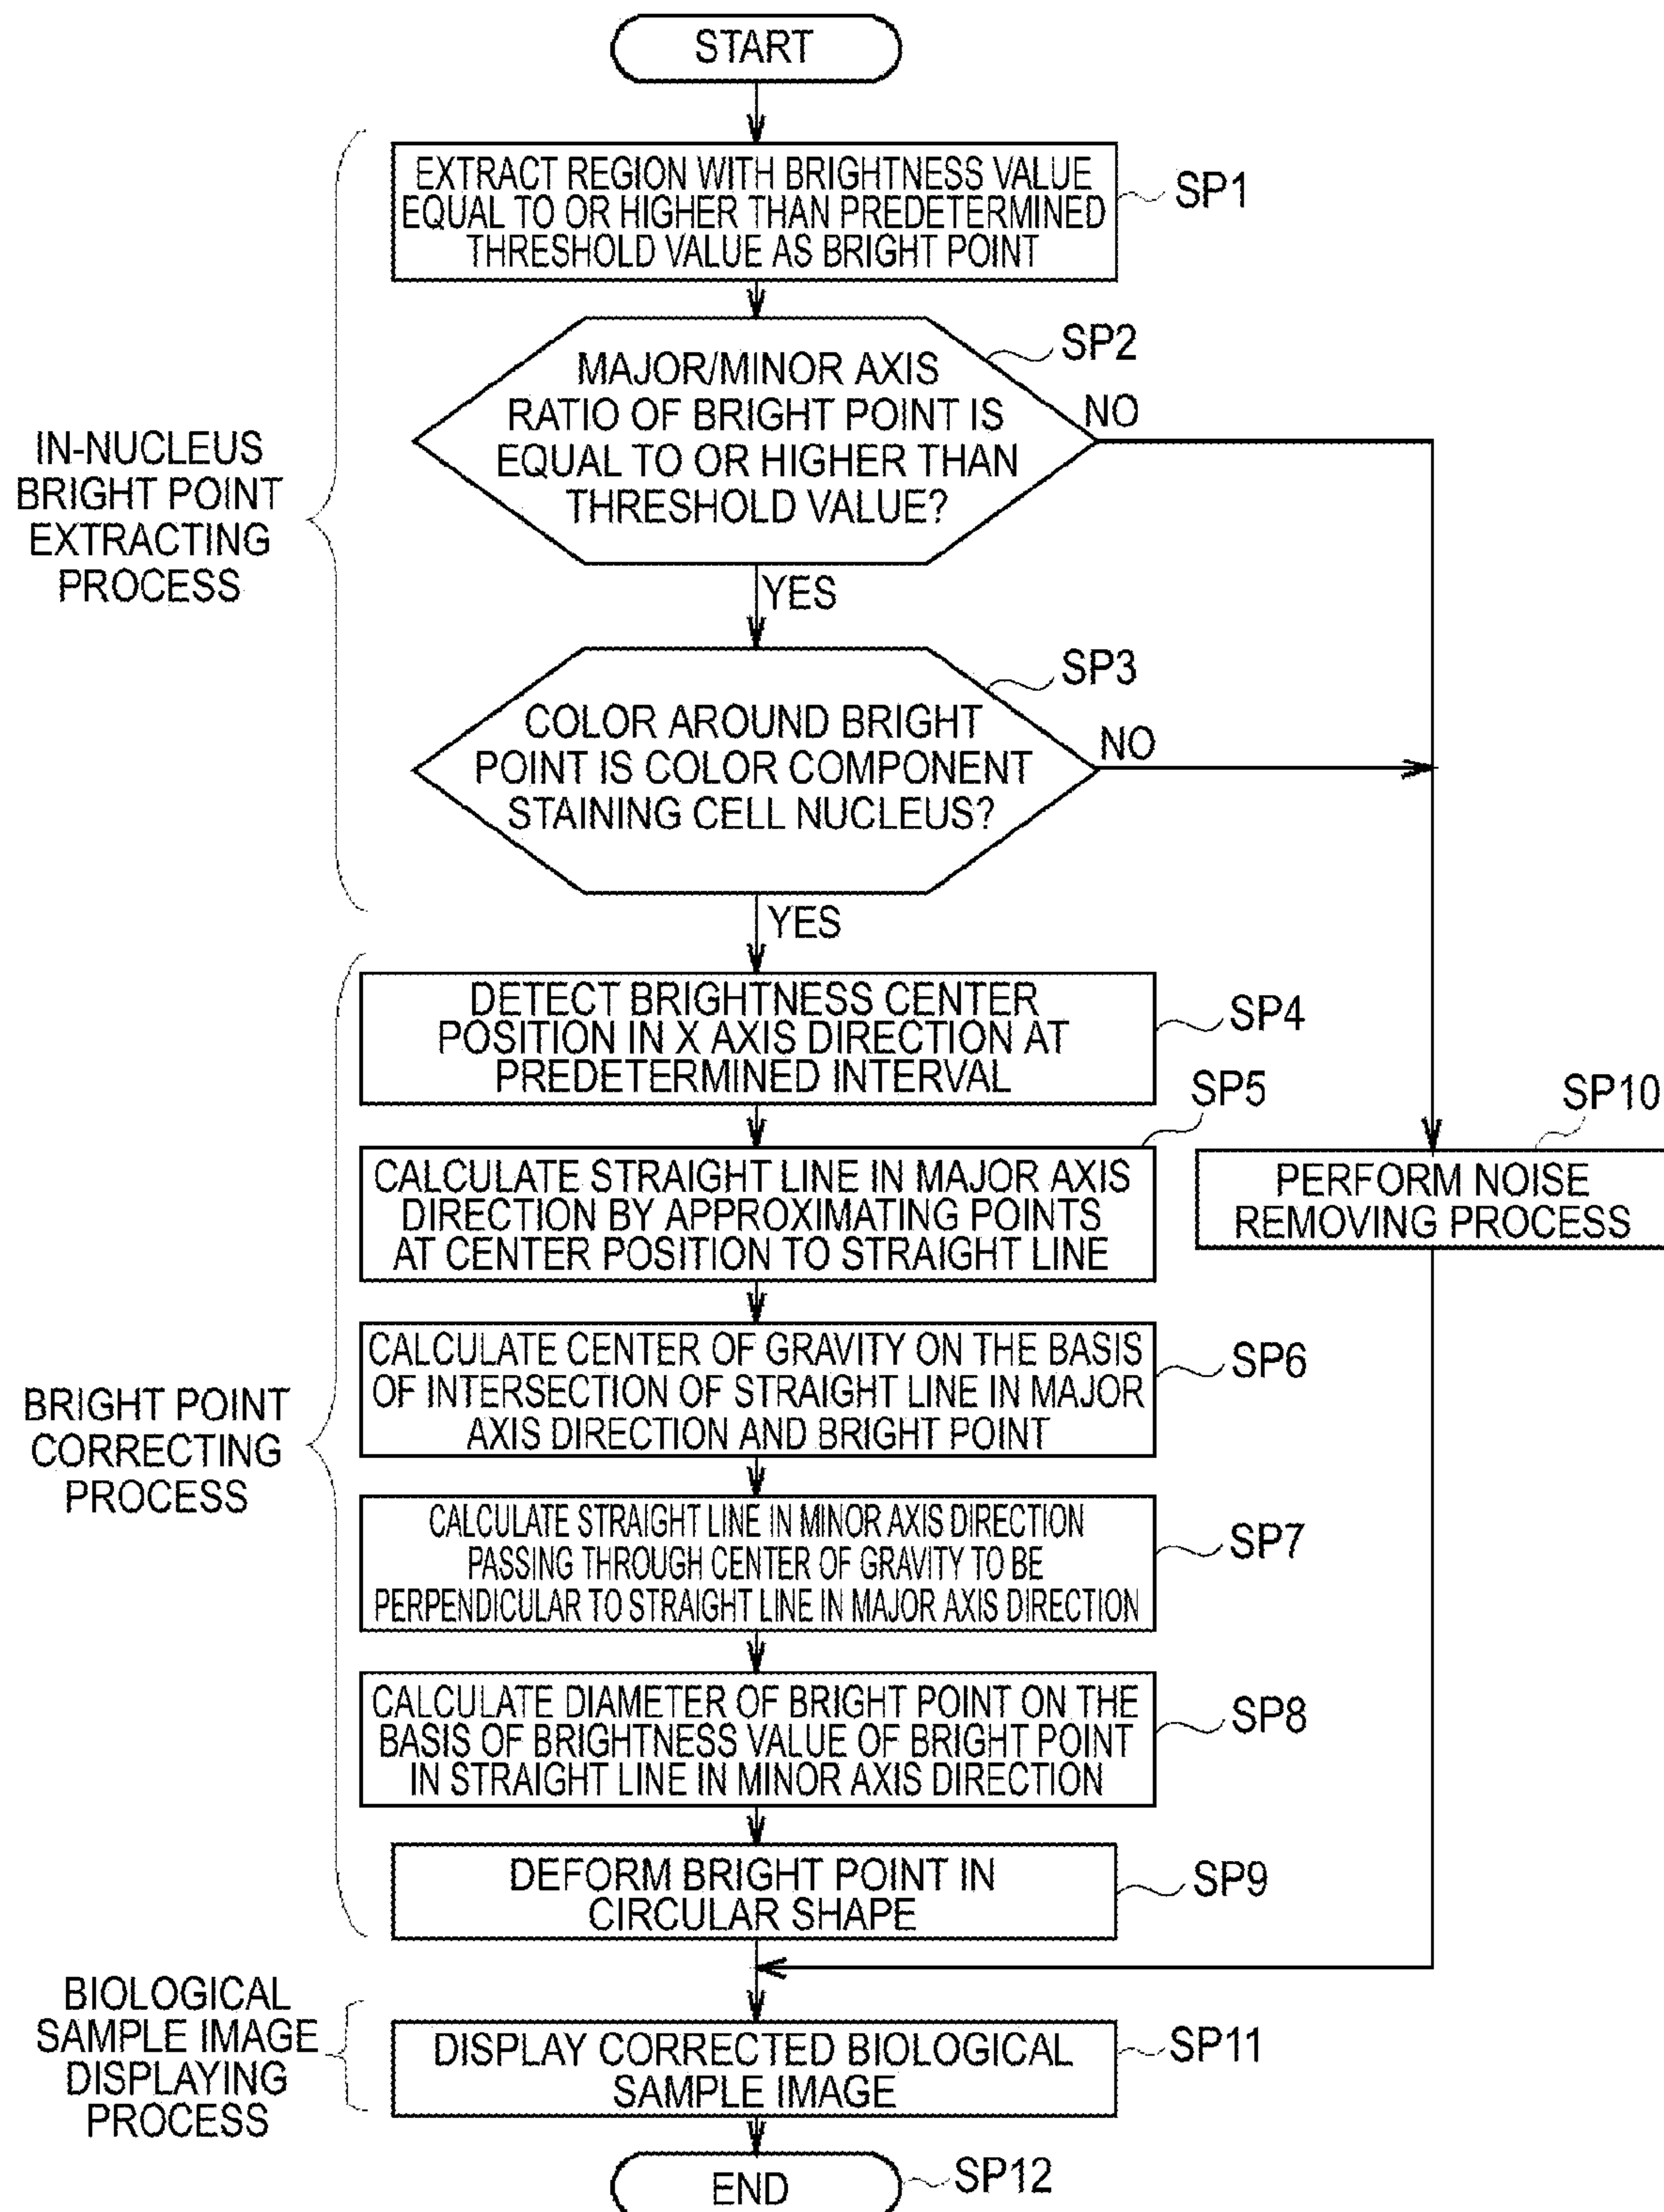 START
EXTRACT REGION WITH BRIGHTNESS VALUE
EQUAL TO OR HIGHER THAN PREDETERMINED
THRESHOLD VALUE AS BRIGHT POINT
SP1
MAJOR/MINOR AXIS
RATIO OF BRIGHT POINT IS
EQUAL TO OR HIGHER THAN
THRESHOLD VALUE?
SP2
NO
YES
IN-NUCLEUS
BRIGHT POINT
EXTRACTING
PROCESS
COLOR AROUND BRIGHT
POINT IS COLOR COMPONENT
STAINING CELL NUCLEUS?
SP3
NO
YES
DETECT BRIGHTNESS CENTER
POSITION IN X AXIS DIRECTION AT
PREDETERMINED INTERVAL
SP4
CALCULATE STRAIGHT LINE IN MAJOR AXIS
DIRECTION BY APPROXIMATING POINTS
AT CENTER POSITION TO STRAIGHT LINE
SP5
PERFORM NOISE
REMOVING PROCESS
SP10
CALCULATE CENTER OF GRAVITY ON THE BASIS
OF INTERSECTION OF STRAIGHT LINE IN MAJOR
AXIS DIRECTION AND BRIGHT POINT
SP6
BRIGHT POINT
CORRECTING
PROCESS
CALCULATE STRAIGHT LINE IN MINOR AXIS DIRECTION
PASSING THROUGH CENTER OF GRAVITY TO BE
PERPENDICULAR TO STRAIGHT LINE IN MAJOR AXIS DIRECTION
SP7
CALCULATE DIAMETER OF BRIGHT POINT ON THE
BASIS OF BRIGHTNESS VALUE OF BRIGHT POINT
IN STRAIGHT LINE IN MINOR AXIS DIRECTION
SP8
DEFORM BRIGHT POINT IN
CIRCULAR SHAPE
SP9
BIOLOGICAL
SAMPLE IMAGE
DISPLAYING
PROCESS
DISPLAY CORRECTED BIOLOGICAL
SAMPLE IMAGE
SP11
END
SP12